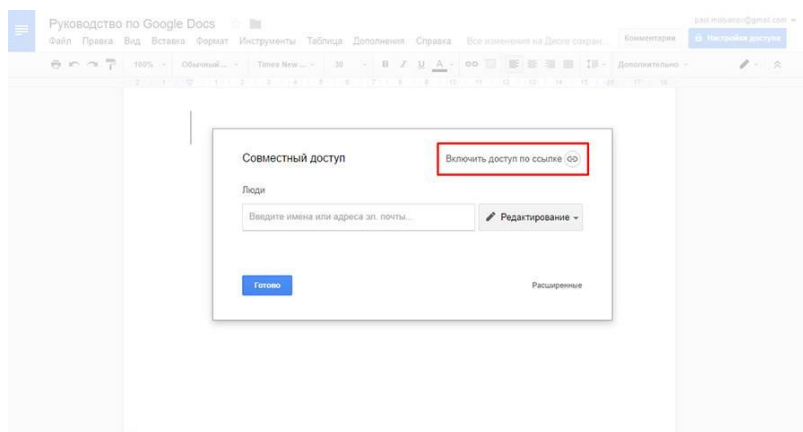 Руководство по Google Docs
Файл Правка Вид Вставка Формат Инструменты Таблица Дополнения Справка Все изменения на Диске сохран...
Комментарии
Настройки доступа
100% Обычный ... Times New ... 30 B I U A Дополнительно
Совместный доступ
Включить доступ по ссылке
Люди
Введите имена или адреса эл. почты...
Редактирование
Готово
Расширенные